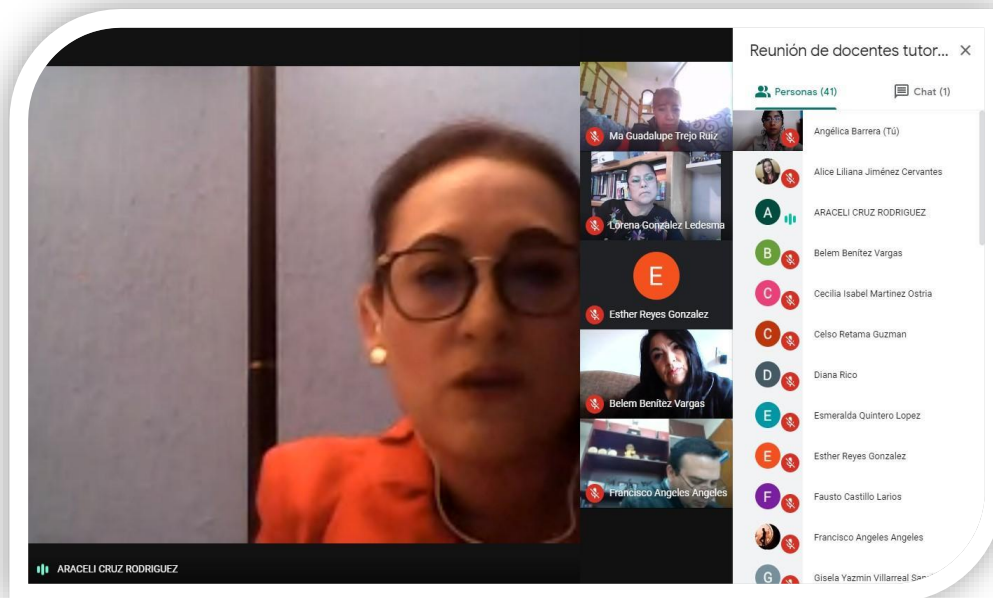 Reunión de docentes tutor...
Personas (41)
Chat (1)
Ma Guadalupe Trejo Ruiz
Lorena González Ledesma
E
Esther Reyes Gonzalez
Belem Benítez Vargas
Francisco Angeles Angeles
ARACELI CRUZ RODRIGUEZ
Angélica Barrera (Tú)
Alice Liliana Jiménez Cervantes
A
ARACELI CRUZ RODRIGUEZ
B
Belem Benítez Vargas
C
Cecilia Isabel Martinez Ostria
C
Celso Retama Guzman
D
Diana Rico
E
Esmeralda Quintero Lopez
E
Esther Reyes Gonzalez
F
Fausto Castillo Larios
Francisco Angeles Angeles
G
Gisela Yazmin Villarreal